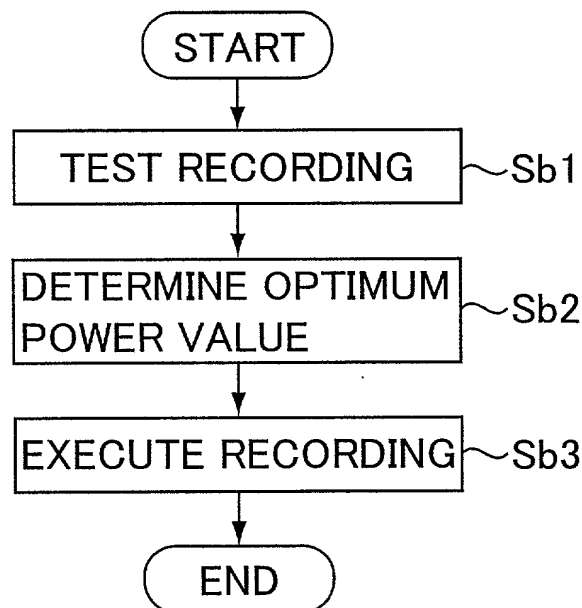 START
TEST RECORDING
Sb1
DETERMINE OPTIMUM
POWER VALUE
Sb2
EXECUTE RECORDING
Sb3
END